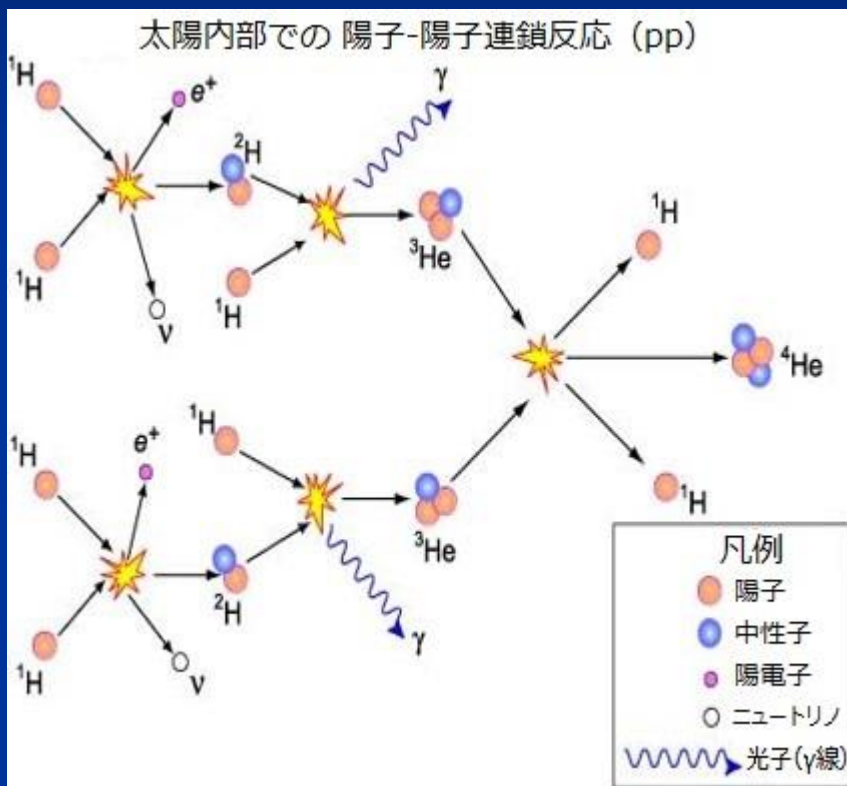 太陽内部での 陽子-陽子連鎖反応（pp）
¹H
e⁺
γ
²H
¹H
ν
¹H
³He
¹H
⁴He
¹H
e⁺
¹H
¹H
ν
²H
³He
γ
¹H
凡例
陽子
中性子
陽電子
ニュートリノ
光子(γ線)